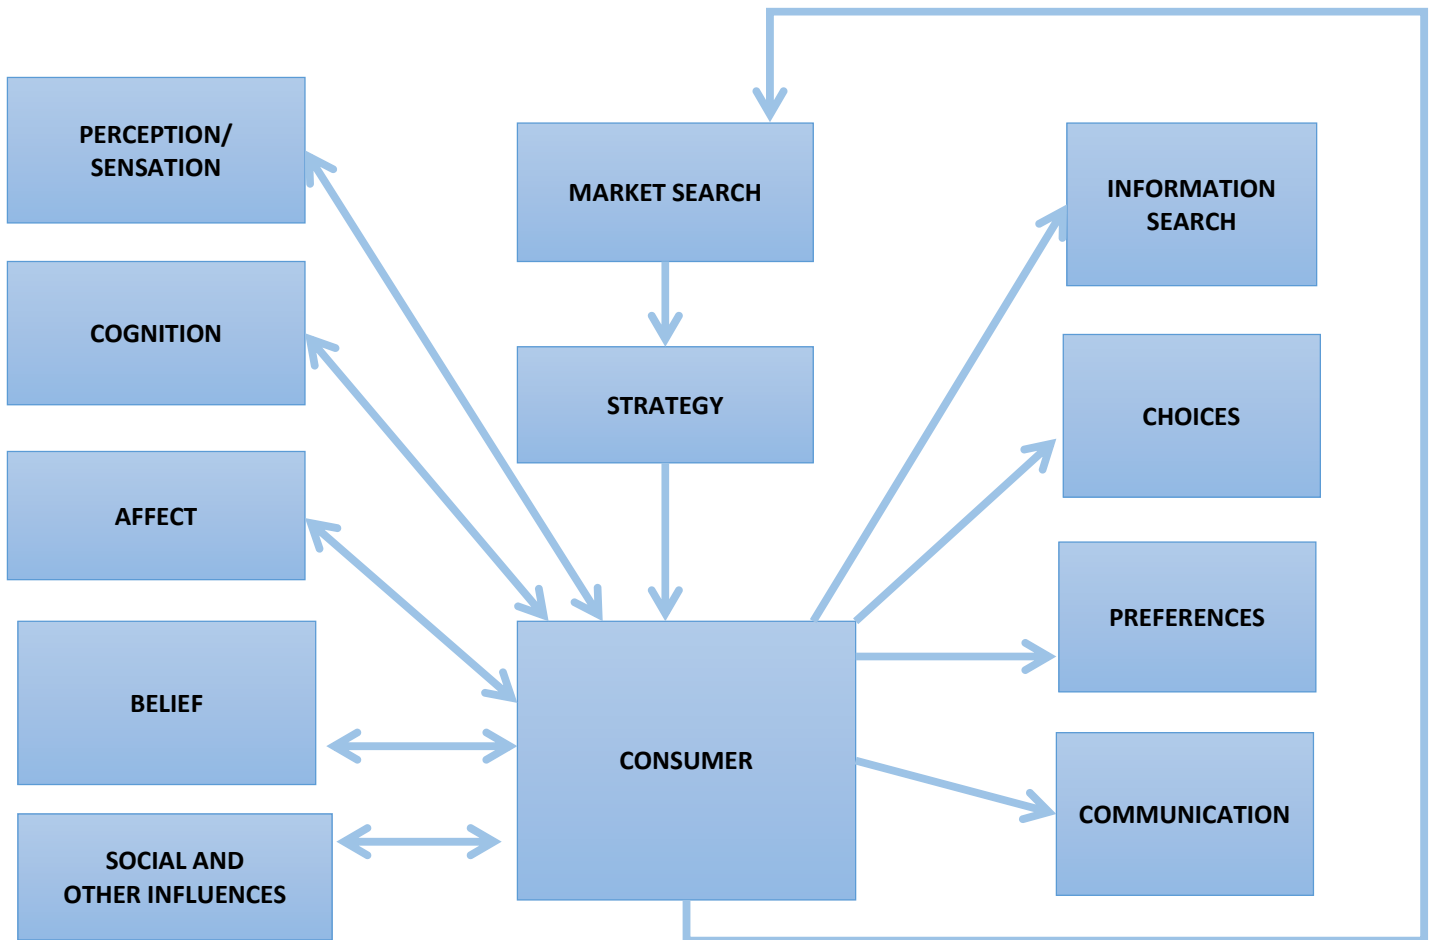 PERCEPTION/
SENSATION
COGNITION
AFFECT
BELIEF
SOCIAL AND
OTHER INFLUENCES
MARKET SEARCH
STRATEGY
CONSUMER
INFORMATION
SEARCH
CHOICES
PREFERENCES
COMMUNICATION